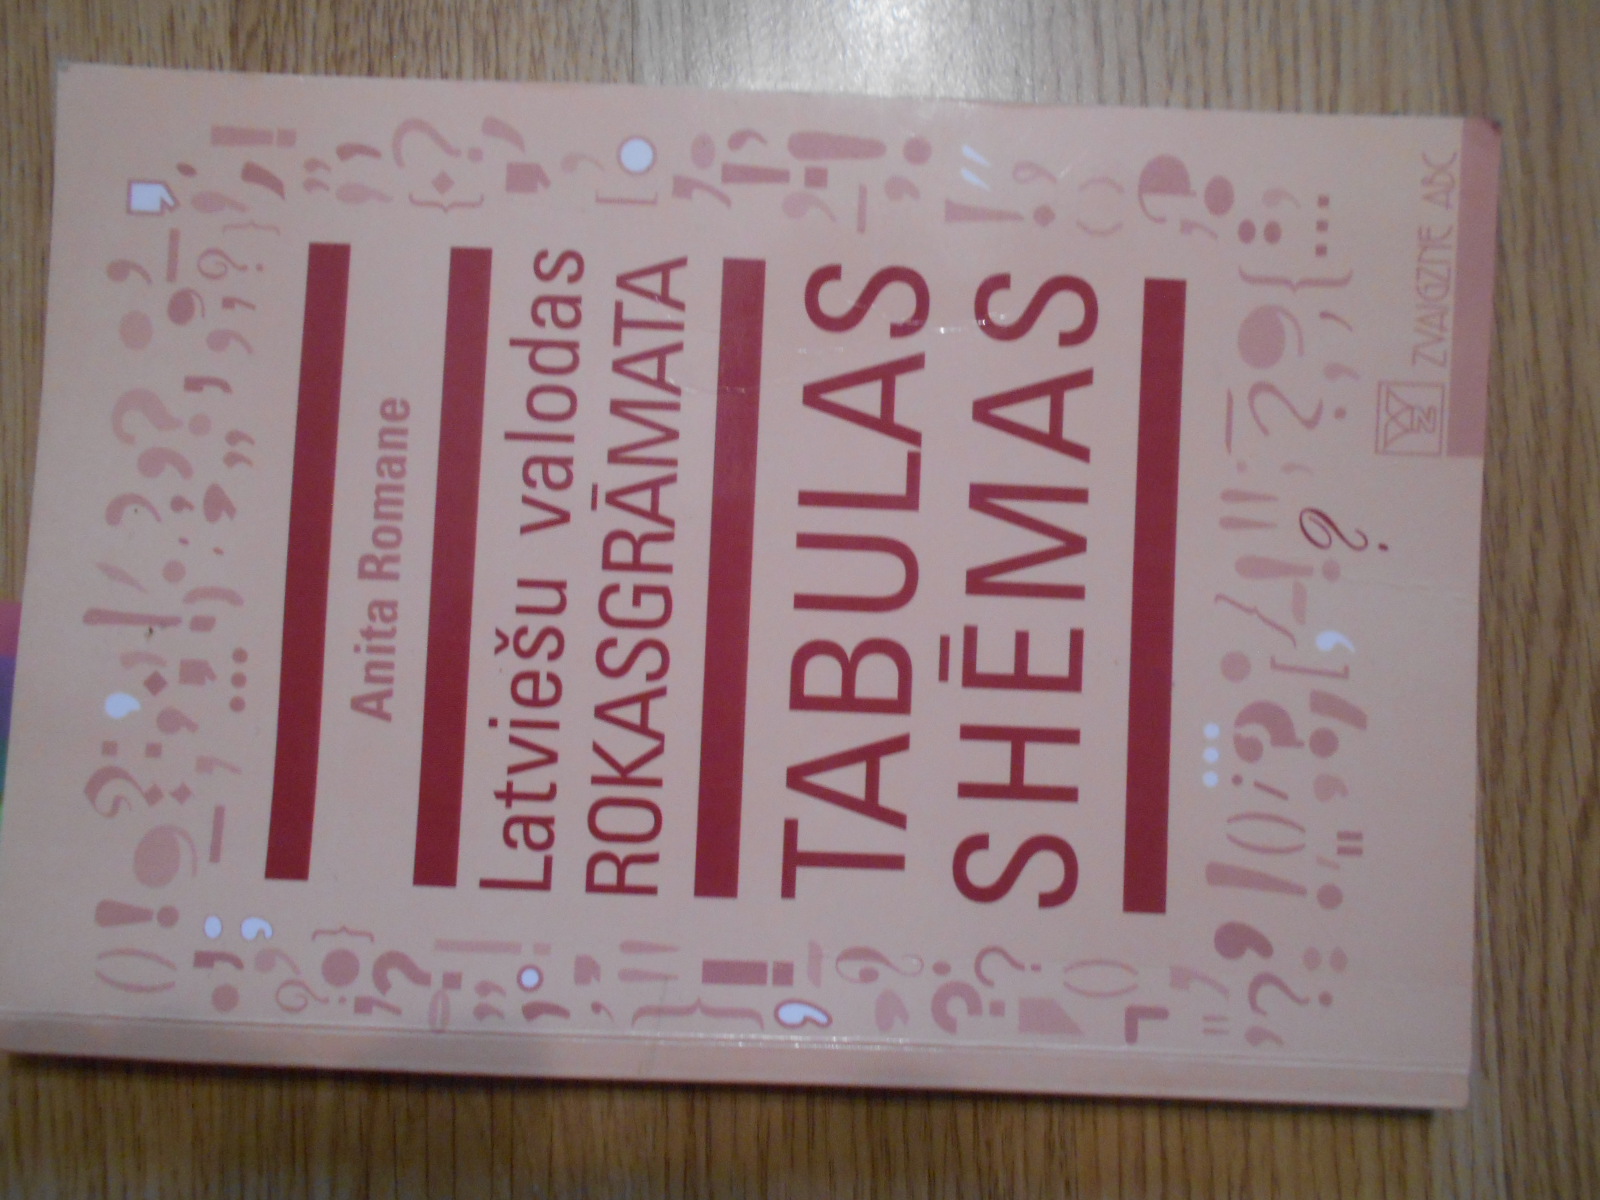 Anita Romane
Latviešu valodas
ROKASGRĀMATA
TABULAS
SHĒMAS
ZVAIGZNE ABC